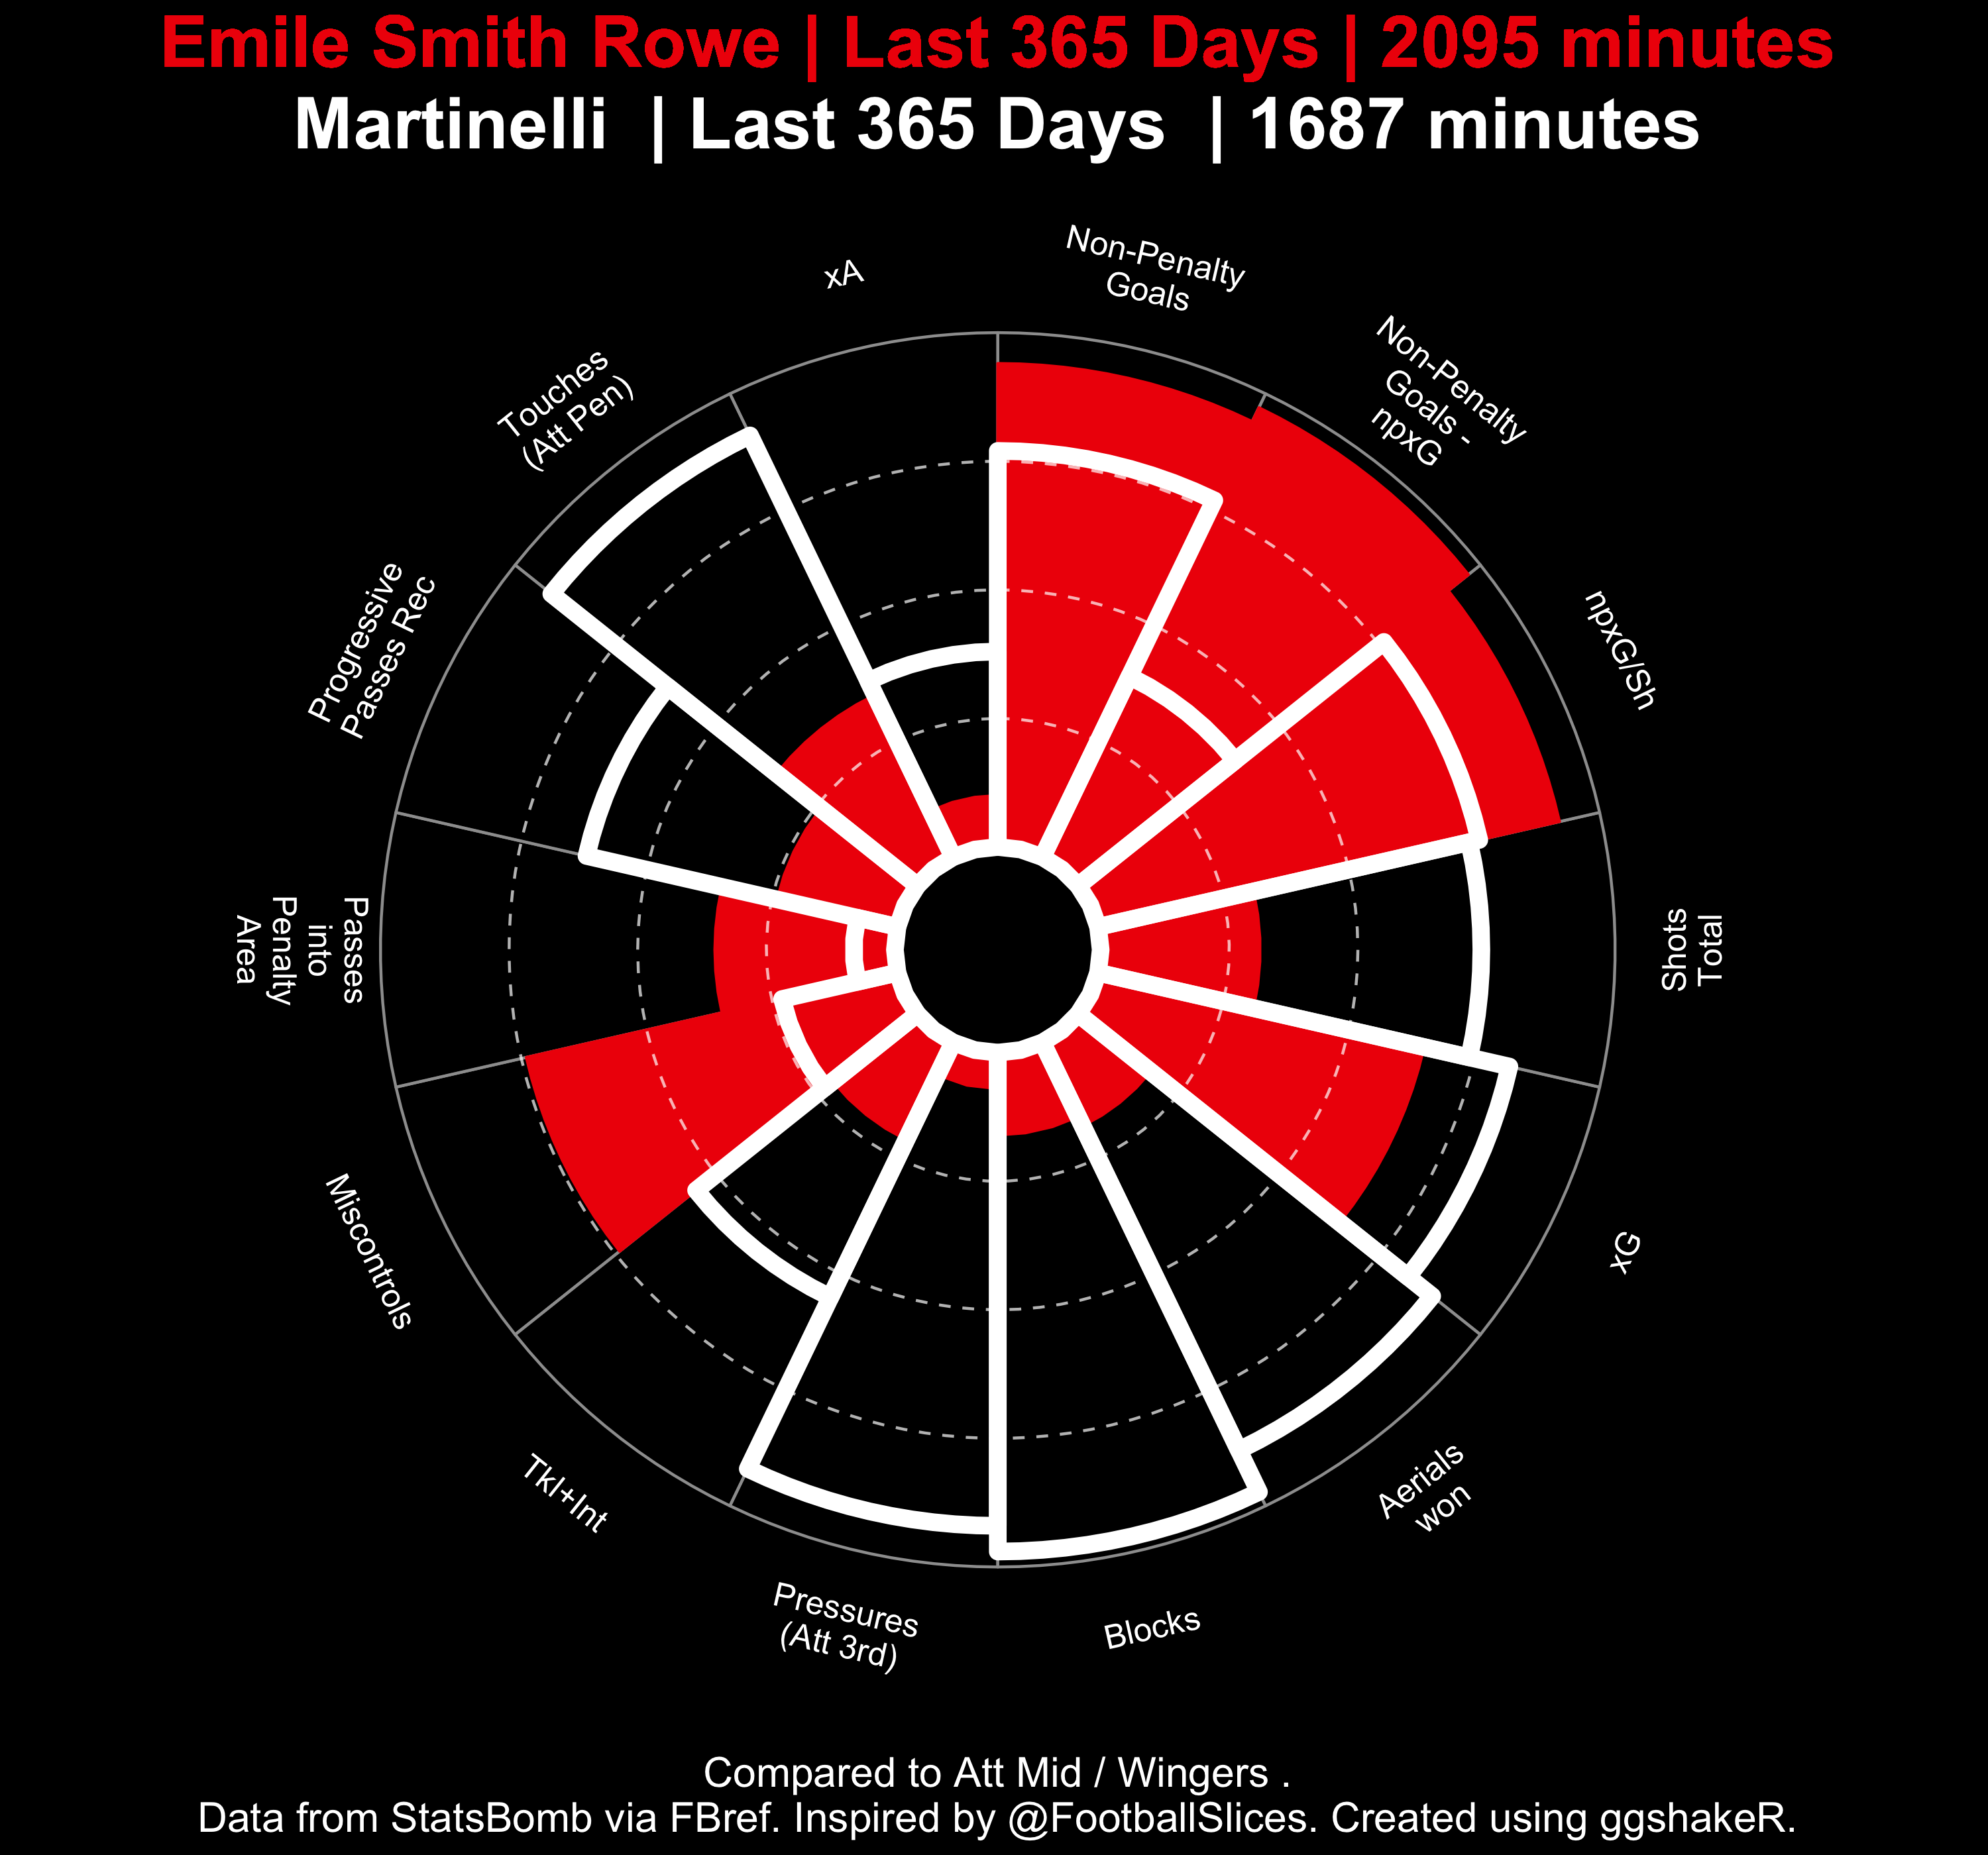 Emile Smith Rowe | Last 365 Days | 2095 minutes
Martinelli | Last 365 Days | 1687 minutes
Non-Penalty
Goals
Non-Penalty
Goals -
npxG
npxG/Sh
Shots
Total
xG
Aerials
won
Blocks
Pressures
(Att 3rd)
Tkl+Int
Miscontrols
Passes
into
Penalty
Area
Progressive
Passes Rec
Touches
(Att Pen)
xA
Compared to Att Mid / Wingers .
Data from StatsBomb via FBref. Inspired by @FootballSlices. Created using ggshakeR.